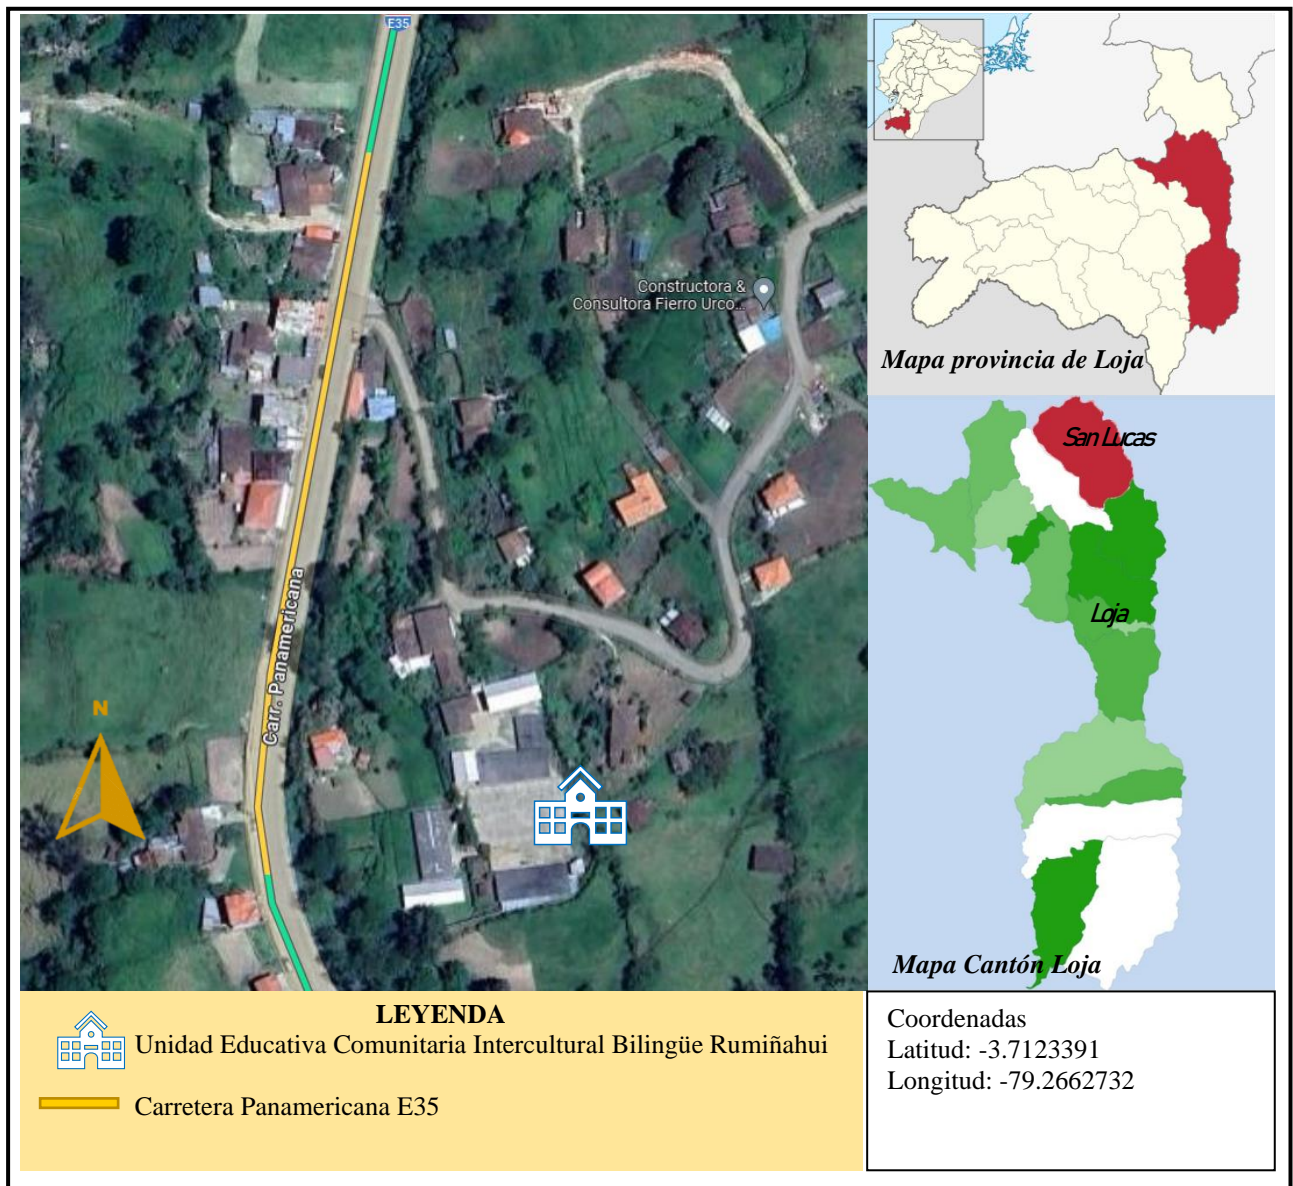 E35
Constructora &
Consultora Fierro Urco...
Carr. Panamericana
N
Mapa provincia de Loja
San Lucas
Loja
Mapa Cantón Loja
LEYENDA
Unidad Educativa Comunitaria Intercultural Bilingüe Rumiñahui
Carretera Panamericana E35
Coordenadas
Latitud: -3.7123391
Longitud: -79.2662732